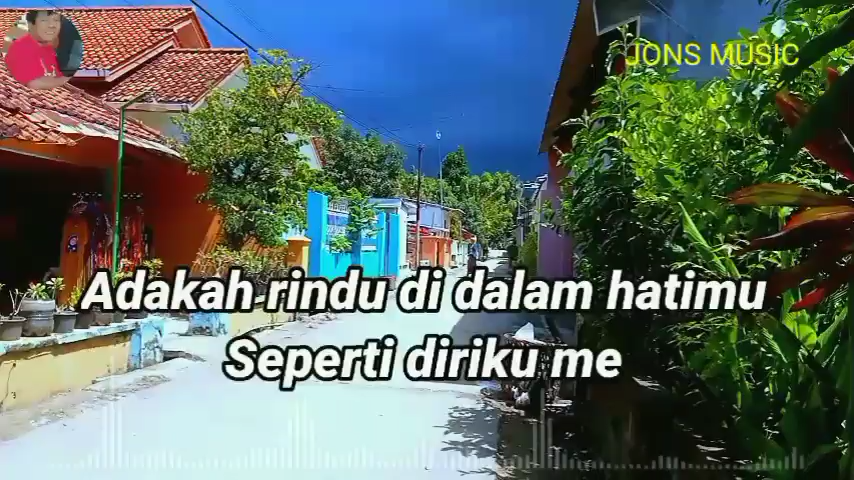 JONS MUSIC
Adakah rindu di dalam hatimu
Seperti diriku me